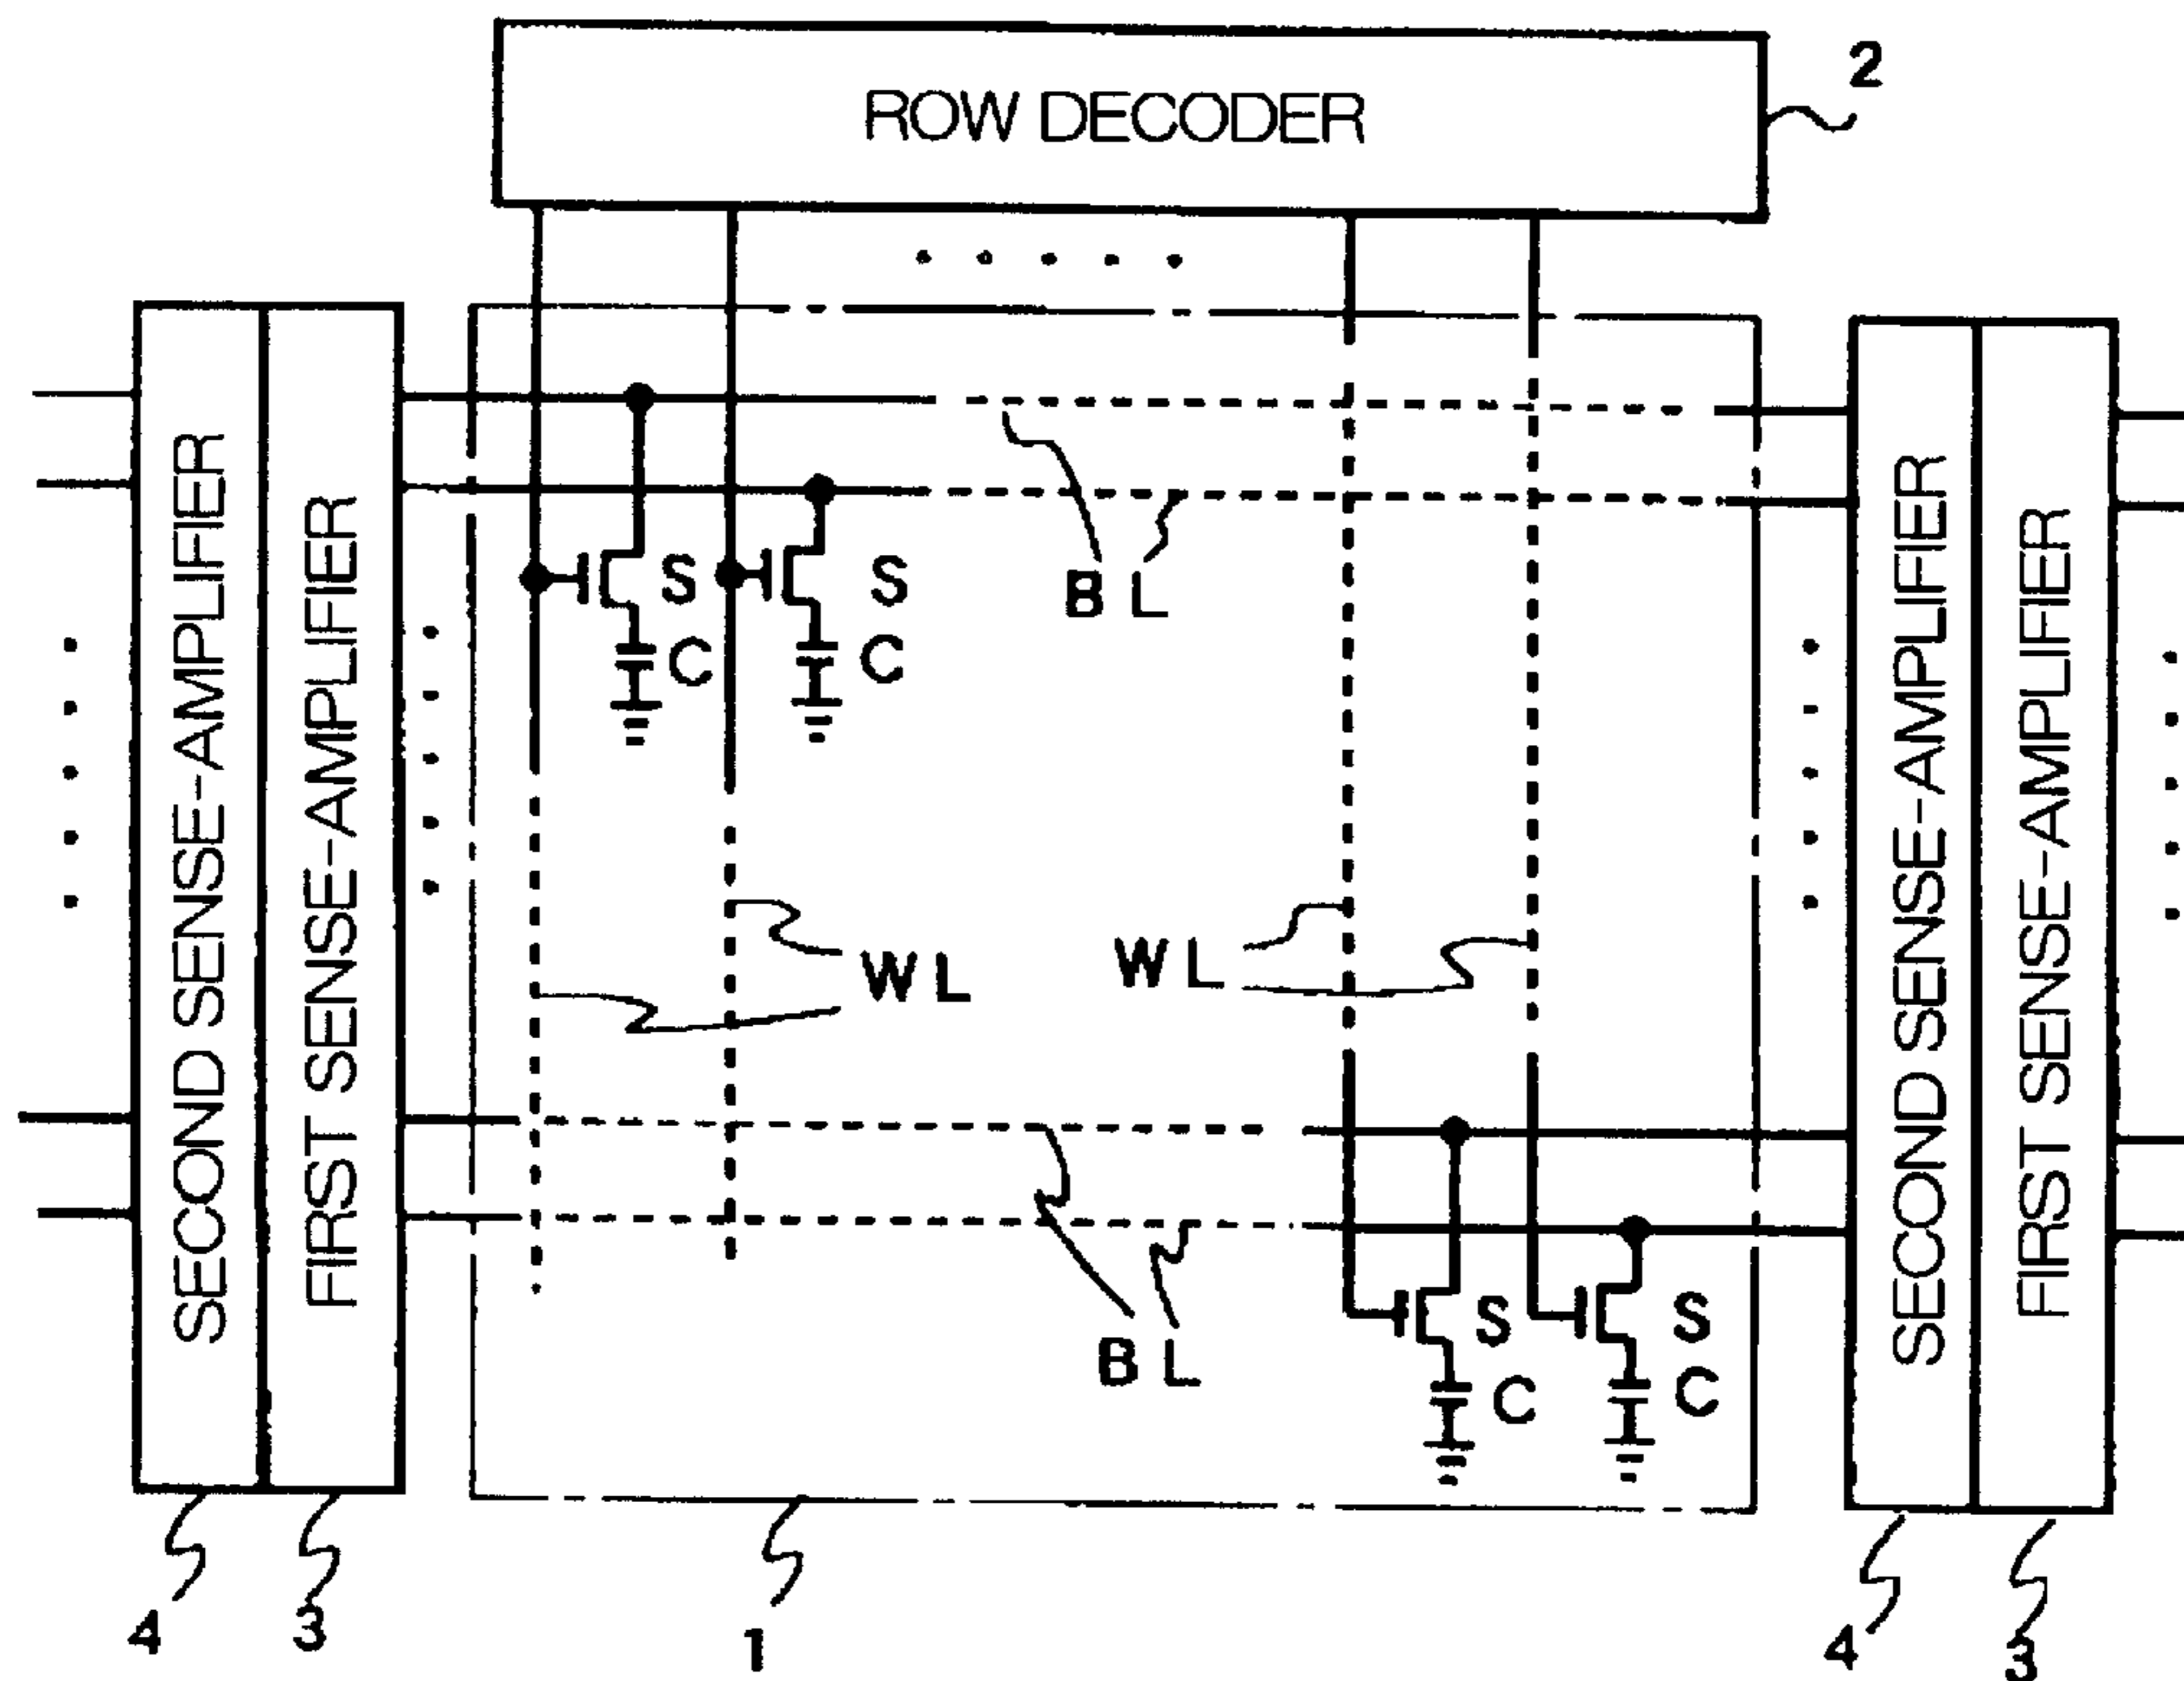 ROW DECODER
2
SECOND SENSE-AMPLIFIER
FIRST SENSE-AMPLIFIER
S
S
C
C
BL
WL
WL
BL
S
S
C
C
SECOND SENSE-AMPLIFIER
FIRST SENSE-AMPLIFIER
4
3
1
4
3